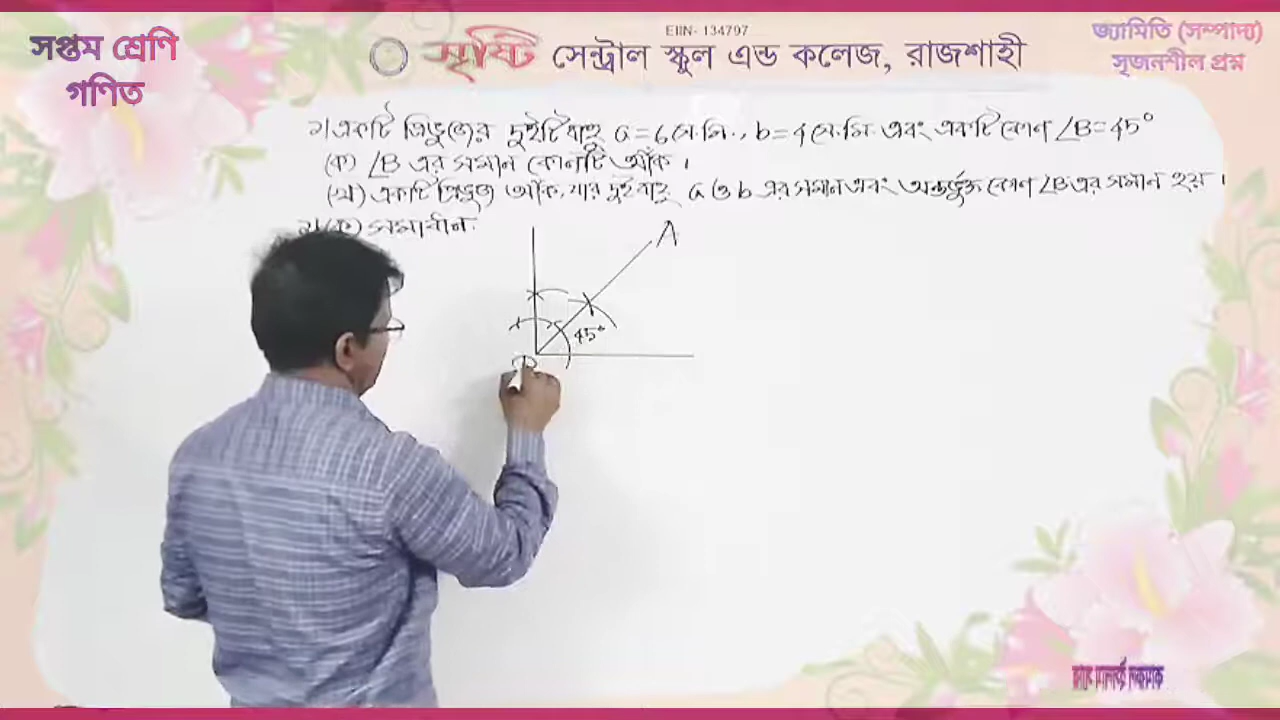 সপ্তম শ্রেণি
গণিত
EIIN- 134797
সৃষ্টি সেন্ট্রাল স্কুল এন্ড কলেজ, রাজশাহী
জ্যামিতি (সম্পাদ্য)
সৃজনশীল প্রশ্ন
১। একটি ত্রিভুজের দুইটি বাহু a = 6 সে.মি., b = 4 সে.মি. এবং একটি কোণ ∠B = 45°
(ক) ∠B এর সমান কোণটি আঁক।
(খ) একটি ত্রিভুজ আঁক, যার দুই বাহু a ও b এর সমান এবং অন্তর্ভুক্ত কোণ ∠B এর সমান হয়।
(ক) সমাধান:
A
45°